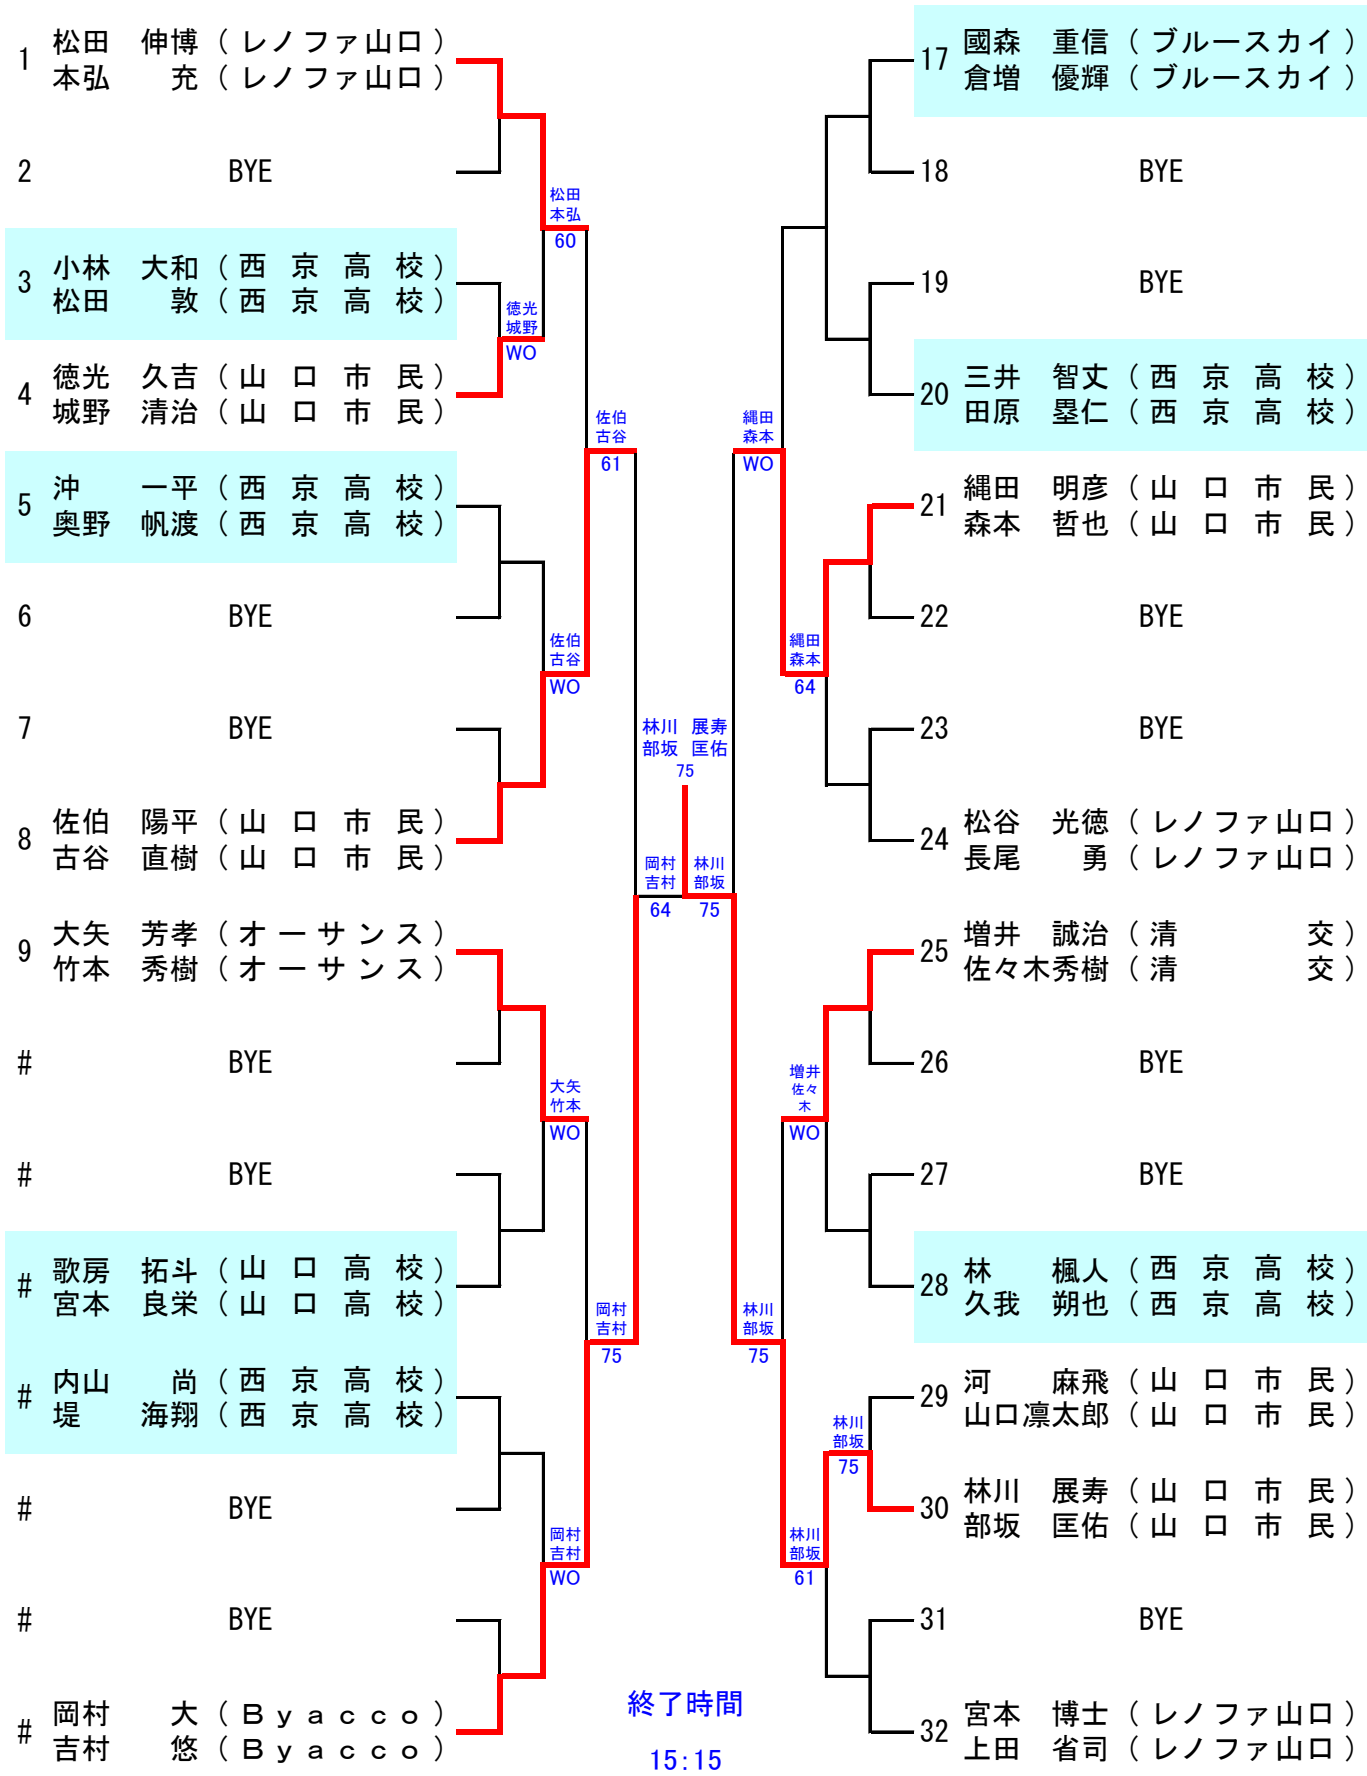 1 松田 伸博 (レノファ山口)
本弘 充 (レノファ山口)
2 BYE
松田
本弘
60
3 小林 大和 (西京高校)
松田 敦 (西京高校)
徳光
城野
WO
4 徳光 久吉 (山口市民)
城野 清治 (山口市民)
佐伯
古谷
61
5 沖 一平 (西京高校)
奥野 帆渡 (西京高校)
6 BYE
佐伯
古谷
WO
7 BYE
8 佐伯 陽平 (山口市民)
古谷 直樹 (山口市民)
岡村
吉村
64
9 大矢 芳孝 (オーサンス)
竹本 秀樹 (オーサンス)
# BYE
大矢
竹本
WO
# BYE
# 歌房 拓斗 (山口高校)
宮本 良栄 (山口高校)
岡村
吉村
75
# 内山 尚 (西京高校)
堤 海翔 (西京高校)
# BYE
岡村
吉村
WO
# BYE
# 岡村 大 (Byacco)
吉村 悠 (Byacco)
林川 展寿
部坂 匡佑
75
終了時間
15:15
17 國森 重信 (ブルースカイ)
倉増 優輝 (ブルースカイ)
18 BYE
19 BYE
20 三井 智丈 (西京高校)
田原 塁仁 (西京高校)
縄田
森本
WO
21 縄田 明彦 (山口市民)
森本 哲也 (山口市民)
22 BYE
縄田
森本
64
23 BYE
24 松谷 光徳 (レノファ山口)
長尾 勇 (レノファ山口)
林川
部坂
75
25 増井 誠治 (清交)
佐々木秀樹 (清交)
26 BYE
増井
佐々
木
WO
27 BYE
28 林 楓人 (西京高校)
久我 朔也 (西京高校)
林川
部坂
75
29 河 麻飛 (山口市民)
山口凛太郎 (山口市民)
林川
部坂
75
30 林川 展寿 (山口市民)
部坂 匡佑 (山口市民)
林川
部坂
61
31 BYE
32 宮本 博士 (レノファ山口)
上田 省司 (レノファ山口)